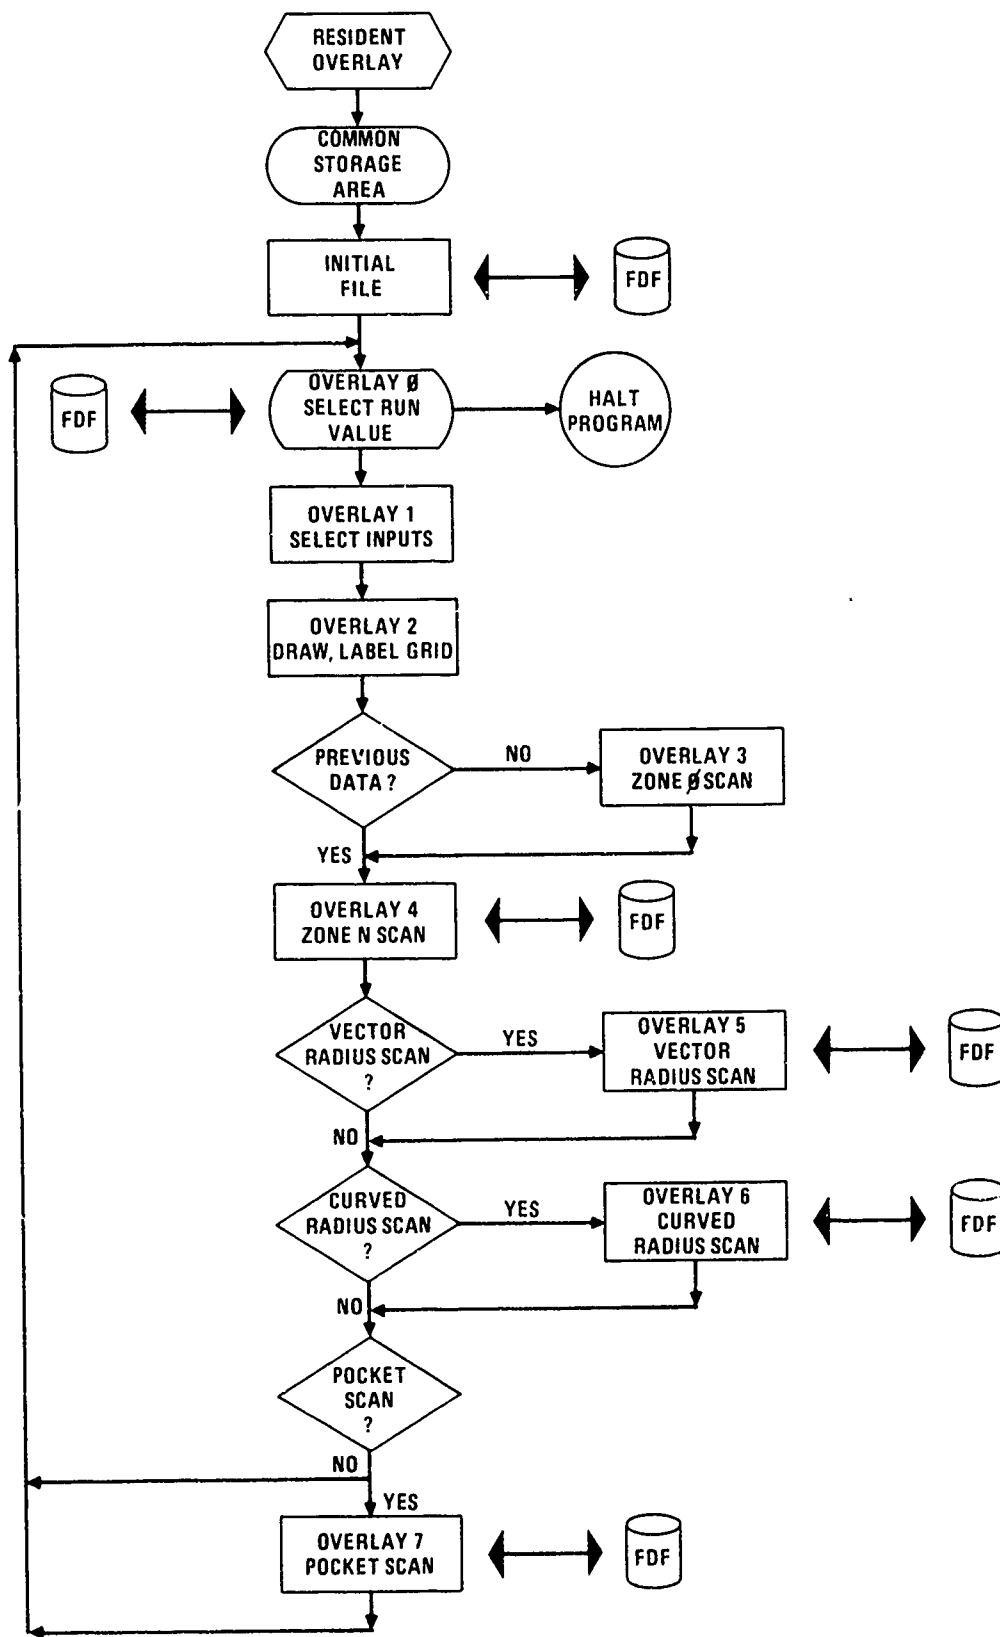 RESIDENT
OVERLAY
COMMON
STORAGE
AREA
INITIAL
FILE
FDF
OVERLAY Ø
SELECT RUN
VALUE
FDF
HALT
PROGRAM
OVERLAY 1
SELECT INPUTS
OVERLAY 2
DRAW, LABEL GRID
PREVIOUS
DATA?
NO
OVERLAY 3
ZONE Ø SCAN
YES
OVERLAY 4
ZONE N SCAN
FDF
VECTOR
RADIUS SCAN
?
YES
OVERLAY 5
VECTOR
RADIUS SCAN
FDF
NO
CURVED
RADIUS SCAN
?
YES
OVERLAY 6
CURVED
RADIUS SCAN
FDF
NO
POCKET
SCAN
?
NO
YES
OVERLAY 7
POCKET SCAN
FDF